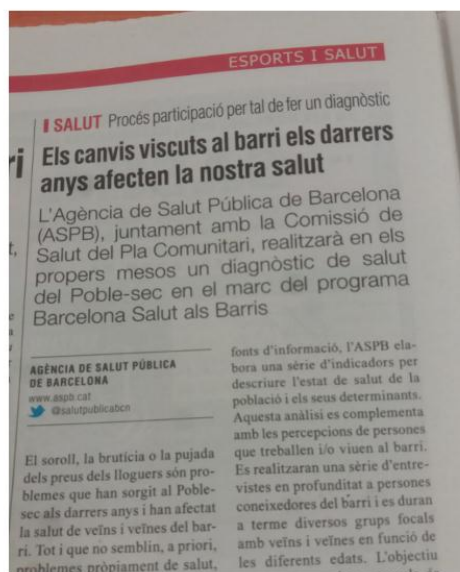 ESPORTS I SALUT
SALUT Procés participació per tal de fer un diagnòstic
Els canvis viscuts al barri els darrers
anys afecten la nostra salut
L'Agència de Salut Pública de Barcelona
(ASPB), juntament amb la Comissió de
Salut del Pla Comunitari, realitzarà en els
propers mesos un diagnòstic de salut
del Poble-sec en el marc del programa
Barcelona Salut als Barris
AGÈNCIA DE SALUT PÚBLICA
DE BARCELONA
www.aspb.cat
@salutpublicabcn
El soroll, la brutícia o la pujada
dels preus dels lloguers són pro-
blemes que han sorgit al Poble-
sec als darrers anys i han afectat
la salut de veïns i veïnes del bar-
ri. Tot i que no semblin, a priori,
problemes pròpiament de salut,
fonts d'informació, l'ASPB ela-
bora una sèrie d'indicadors per
descriure l'estat de salut de la
població i els seus determinants.
Aquesta anàlisi es complementa
amb les percepcions de persones
que treballen i/o viuen al barri.
Es realitzaran una sèrie d'entre-
vistes en profunditat a persones
coneixedores del barri i es duran
a terme diversos grups focals
amb veïns i veïnes en funció de
les diferents edats. L'objectiu